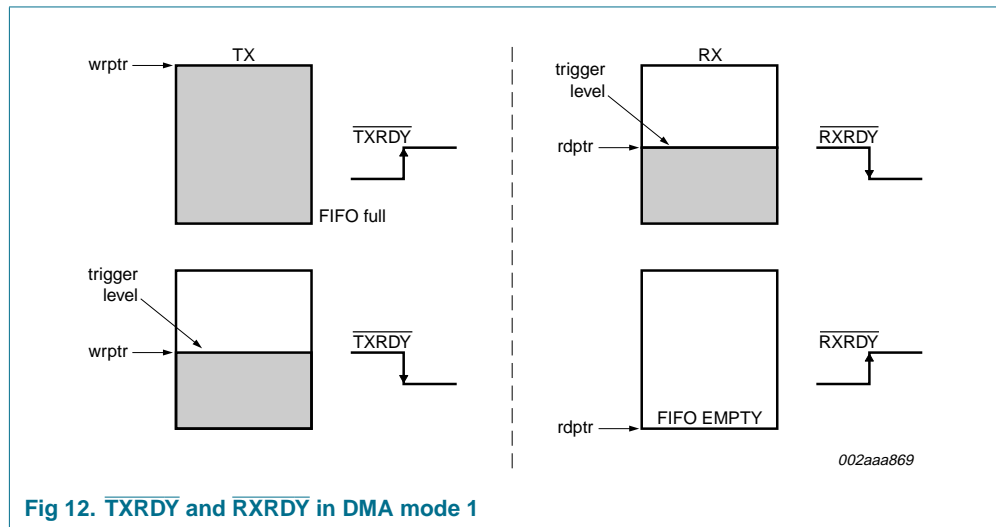 TX
wrptr
TXRDY
FIFO full
trigger
level
wrptr
TXRDY
RX
trigger
level
rdptr
RXRDY
RXRDY
FIFO EMPTY
rdptr
002aaa869
Fig 12. TXRDY and RXRDY in DMA mode 1